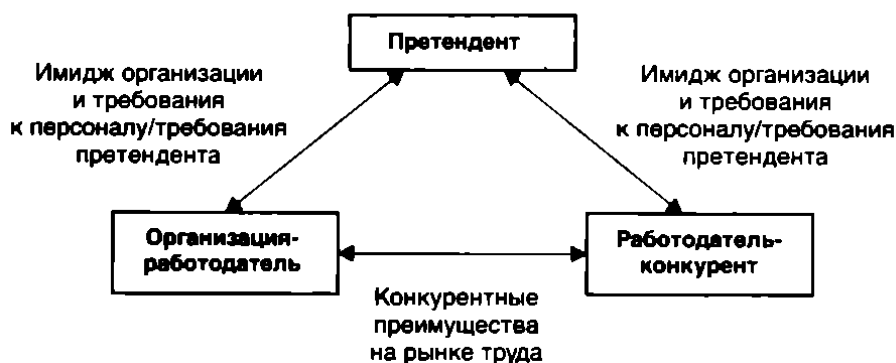 Претендент
Имидж организации
и требования
к персоналу/требования
претендента
Имидж организации
и требования
к персоналу/требования
претендента
Организация-
работодатель
Работодатель-
конкурент
Конкурентные
преимущества
на рынке труда